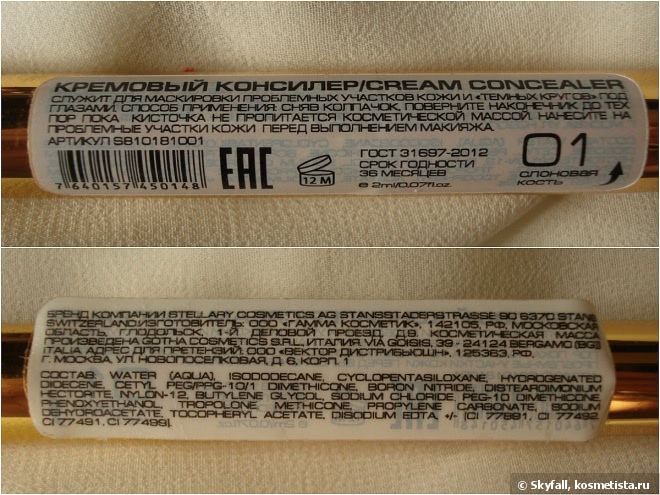 КРЕМОВЫЙ КОНСИЛЕР/CREAM CONCEALER
СЛУЖИТ ДЛЯ МАСКИРОВКИ ПРОБЛЕМНЫХ УЧАСТКОВ КОЖИ И «ТЕМНЫХ КРУГОВ» ПОД
ГЛАЗАМИ. СПОСОБ ПРИМЕНЕНИЯ: СНЯВ КОЛПАЧОК, ПОВЕРНИТЕ НАКОНЕЧНИК ДО ТЕХ
ПОР ПОКА КИСТОЧКА НЕ ПРОПИТАЕТСЯ КОСМЕТИЧЕСКОЙ МАССОЙ. НАНЕСИТЕ НА
ПРОБЛЕМНЫЕ УЧАСТКИ КОЖИ ПЕРЕД ВЫПОЛНЕНИЕМ МАКИЯЖА.
АРТИКУЛ S810181001
7 640157 450148
EAC
12 M
ГОСТ 31697-2012
СРОК ГОДНОСТИ
36 МЕСЯЦЕВ
e 2ml/0.07fl.oz.
01
СЛОНОВАЯ
КОСТЬ
БРЕНД КОМПАНИИ STELLARY COSMETICS AG STANSSTADERSTRASSE 90 6370 STANS
SWITZERLAND.ИЗГОТОВИТЕЛЬ: ООО «ГАММА КОСМЕТИК», 142105, РФ, МОСКОВСКАЯ
ОБЛАСТЬ, Г.ПОДОЛЬСК, 1-Й ДЕЛОВОЙ ПРОЕЗД, Д.9. КОСМЕТИЧЕСКАЯ МАССА
ПРОИЗВЕДЕНА GOTHA COSMETICS S.R.L, ИТАЛИЯ, VIA GOISIS, 39 - 24124 BERGAMO (BG)
ITALIA АДРЕС ДЛЯ ПРЕТЕНЗИЙ: ООО «ВЕКТОР ДИСТРИБЬЮШН», 125363, РФ,
Г. МОСКВА, УЛ.НОВОПОСЕЛКОВАЯ, Д. 6, КОРП. 1
СОСТАВ: WATER (AQUA), ISODODECANE, CYCLOPENTASILOXANE, HYDROGENATED
DIDECENE, CETYL PEG/PPG-10/1 DIMETHICONE, BORON NITRIDE, DISTEARDIMONIUM
HECTORITE, NYLON-12, BUTYLENE GLYCOL, SODIUM CHLORIDE, PEG-10 DIMETHICONE,
PHENOXYETHANOL, TROPOLONE, METHICONE, PROPYLENE CARBONATE, SODIUM
DEHYDROACETATE, TOCOPHERYL ACETATE, DISODIUM EDTA +/- [CI 77891, CI 77492,
CI 77491, CI 77499].
© Skyfall, kosmetista.ru